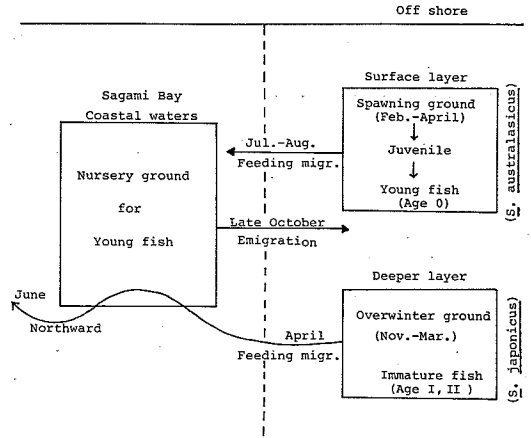 Off shore
Sagami Bay
Coastal waters
Nursery ground
for
Young fish
Jul.-Aug.
Feeding migr.
Late October
Emigration
June
Northward
April
Feeding migr.
Surface layer
Spawning ground
(Feb.-April)
Juvenile
Young fish
(Age 0)
(S. australasicus)
Deeper layer
Overwinter ground
(Nov.-Mar.)
Immature fish
(Age I, II )
(S. japonicus)